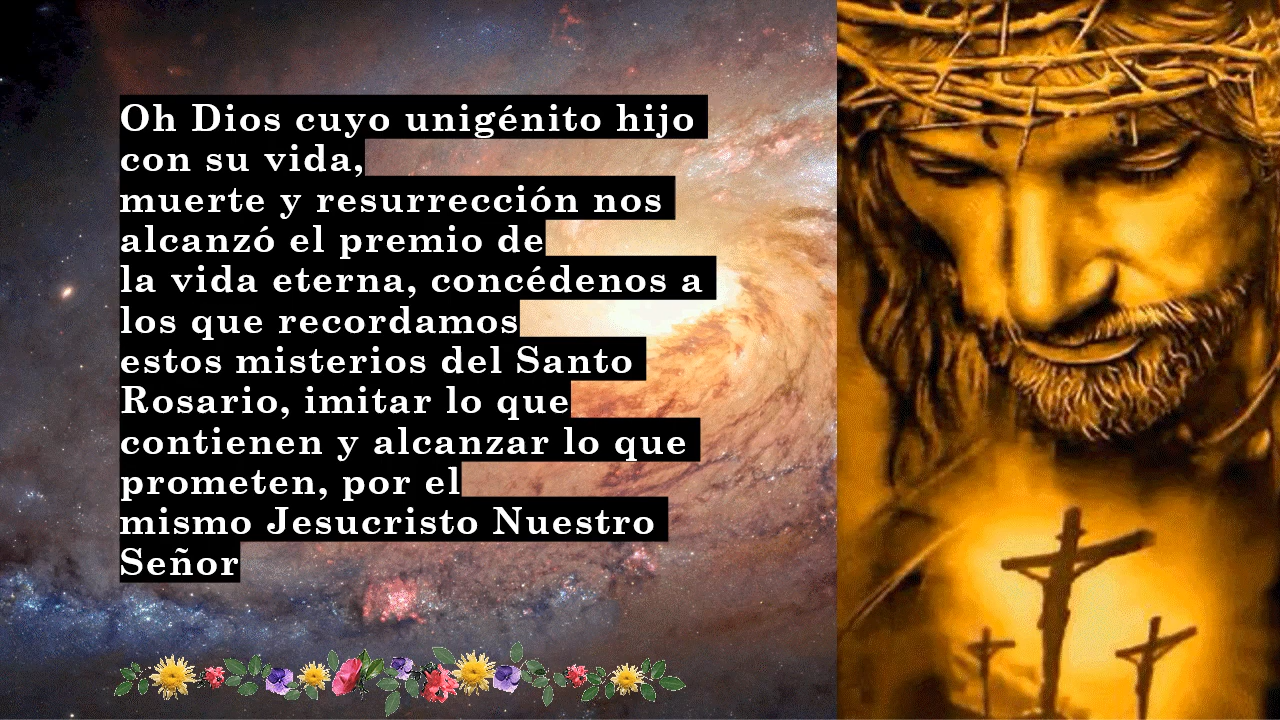 Oh Dios cuyo unigénito hijo
con su vida,
muerte y resurrección nos
alcanzó el premio de
la vida eterna, concédenos a
los que recordamos
estos misterios del Santo
Rosario, imitar lo que
contienen y alcanzar lo que
prometen, por el
mismo Jesucristo Nuestro
Señor